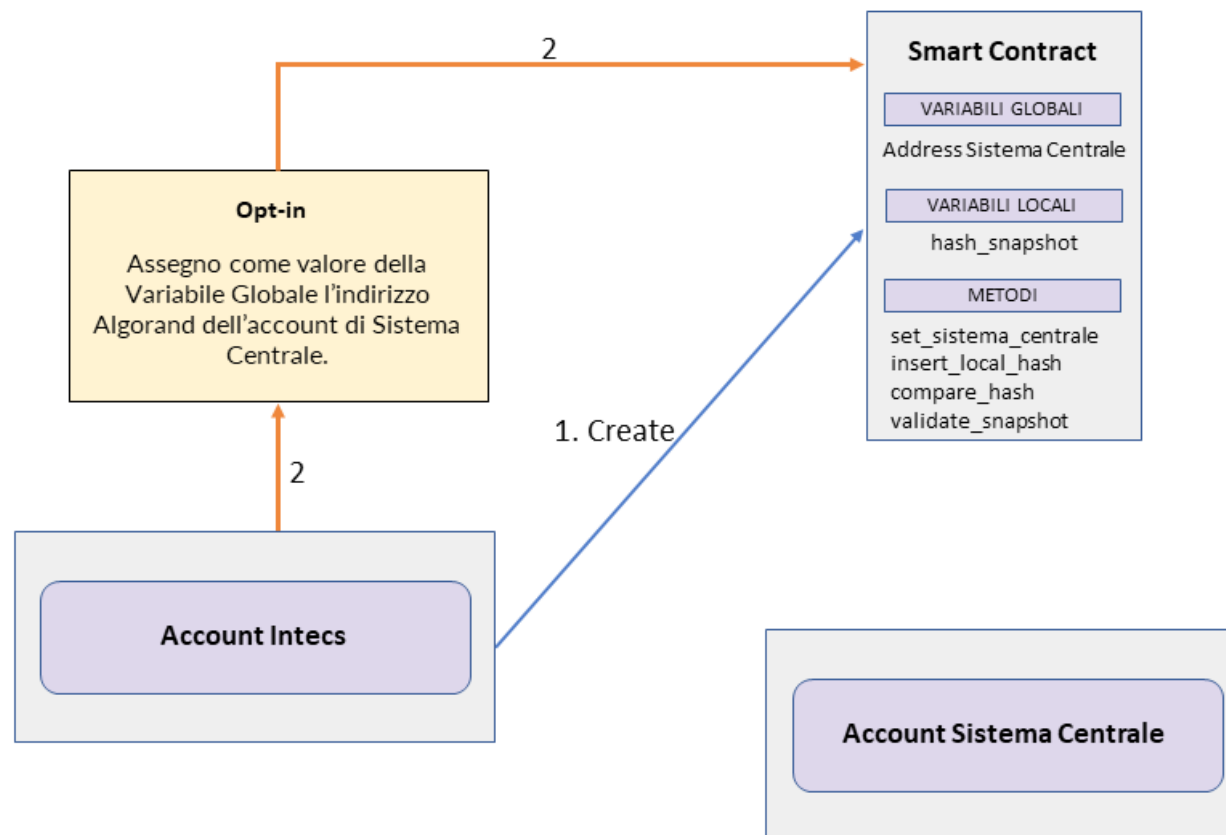 2
Smart Contract
VARIABILI GLOBALI
Address Sistema Centrale
VARIABILI LOCALI
hash_snapshot
METODI
set_sistema_centrale
insert_local_hash
compare_hash
validate_snapshot
Opt-in
Assegno come valore della
Variabile Globale l’indirizzo
Algorand dell’account di Sistema
Centrale.
1. Create
2
Account Intecs
Account Sistema Centrale